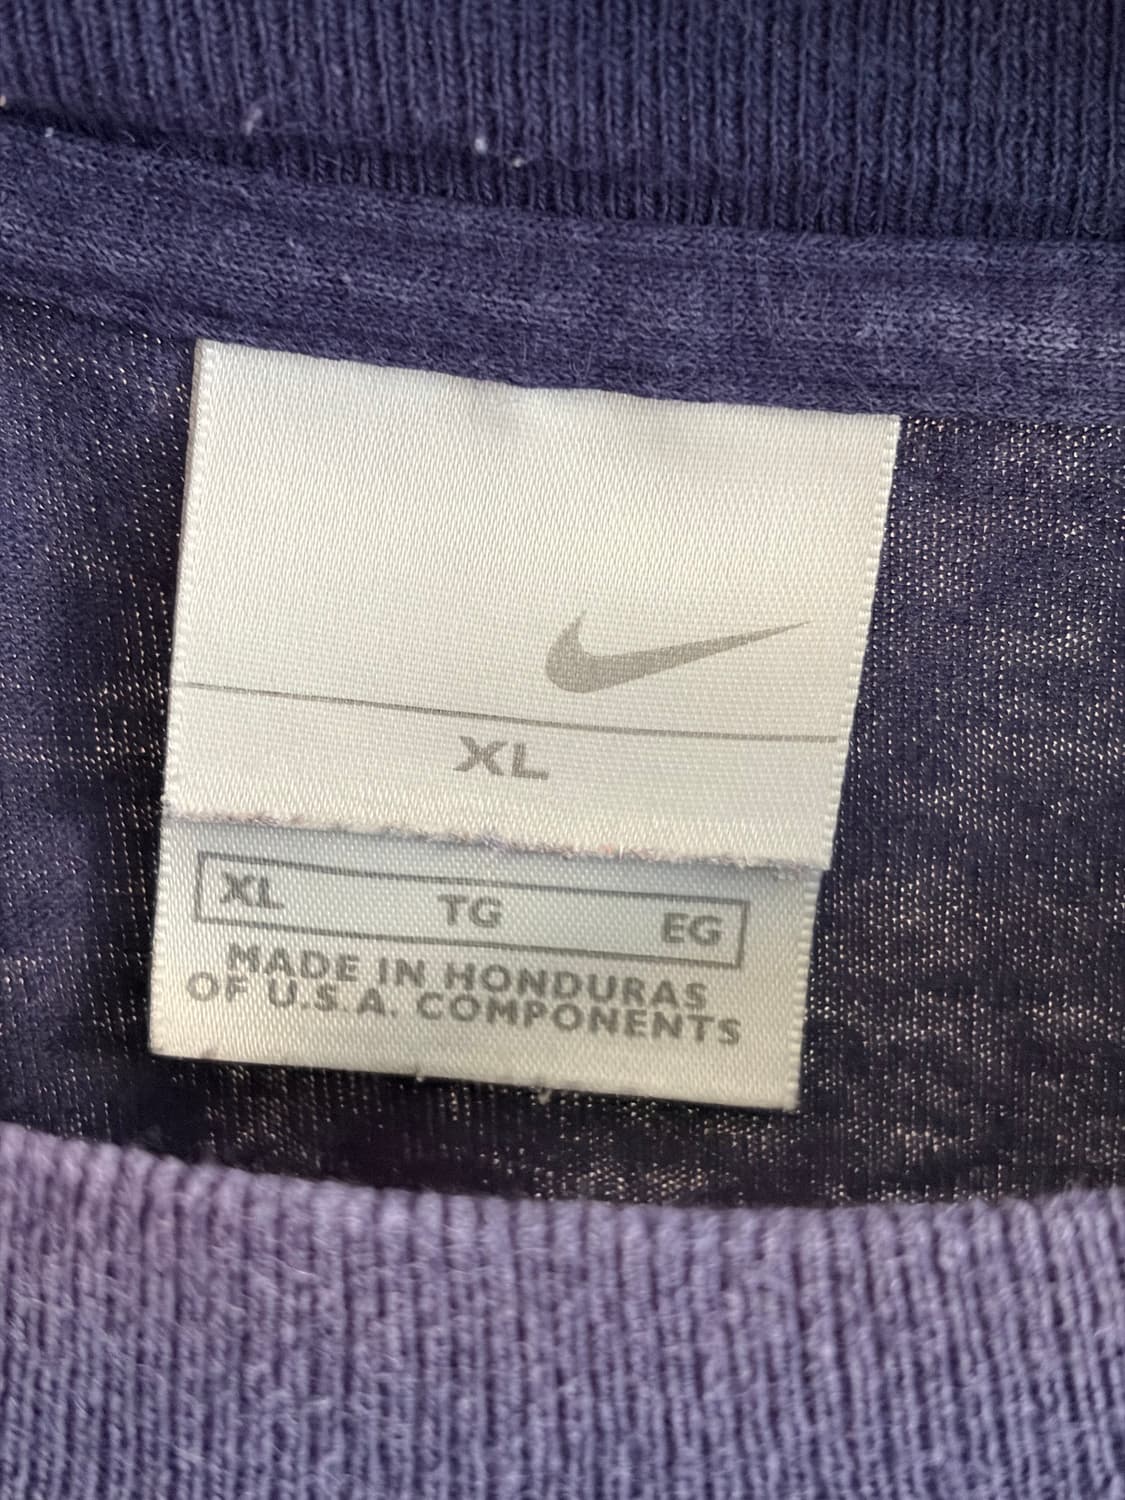 XL
XL TG EG
MADE IN HONDURAS
OF U.S.A. COMPONENTS